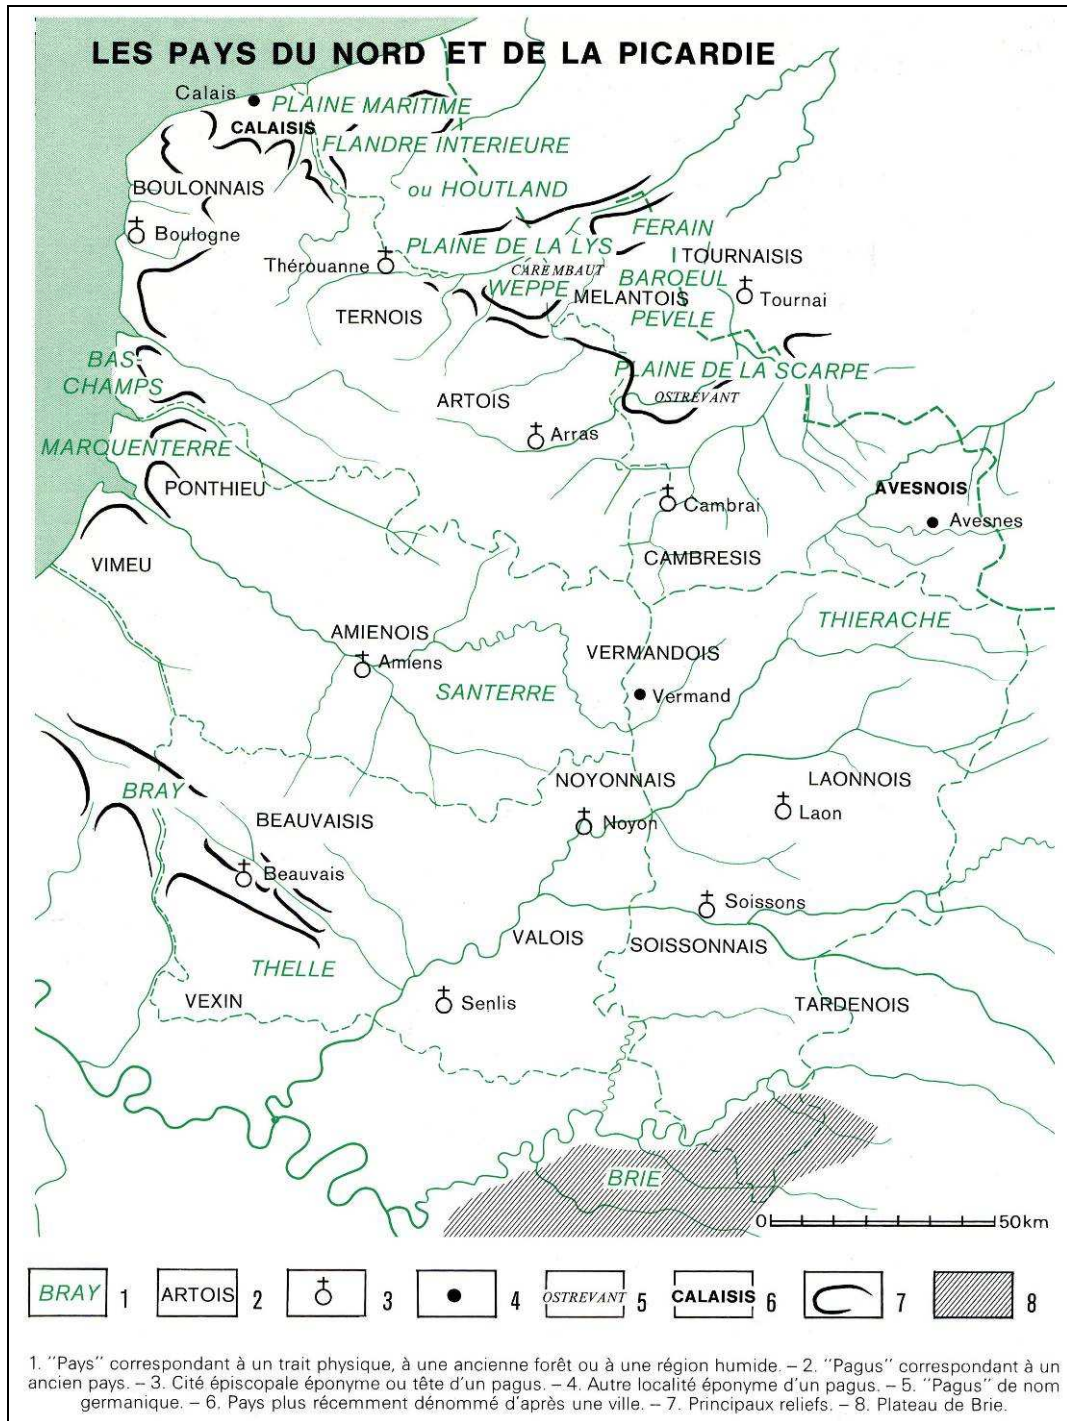 LES PAYS DU NORD ET DE LA PICARDIE
Calais
PLAINE MARITIME
CALAISIS
FLANDRE INTERIEURE
ou HOUTLAND
BOULONNAIS
Boulogne
FERAIN
PLAINE DE LA LYS
TOURNAISIS
Thérouanne
CAREMBAUT
BAROEUL
WEPPE
MELANTOIS
Tournai
TERNOIS
PEVELE
BAS-
CHAMPS
PLAINE DE LA SCARPE
OSTREVANT
ARTOIS
Arras
MARQUENTERRE
PONTHIEU
AVESNOIS
Cambrai
Avesnes
VIMEU
CAMBRESIS
THIERACHE
AMIENOIS
Amiens
VERMANDOIS
SANTERRE
Vermand
NOYONNAIS
LAONNOIS
BRAY
BEAUVAISIS
Noyon
Laon
Beauvais
Soissons
VALOIS
SOISSONNAIS
THELLE
VEXIN
Senlis
TARDENOIS
BRIE
0 50km
BRAY 1 ARTOIS 2 3 4 OSTREVANT 5 CALAISIS 6 7 8
1. "Pays" correspondant à un trait physique, à une ancienne forêt ou à une région humide. – 2. "Pagus" correspondant à un
ancien pays. – 3. Cité épiscopale éponyme ou tête d'un pagus. – 4. Autre localité éponyme d'un pagus. – 5. "Pagus" de nom
germanique. – 6. Pays plus récemment dénommé d'après une ville. – 7. Principaux reliefs. – 8. Plateau de Brie.